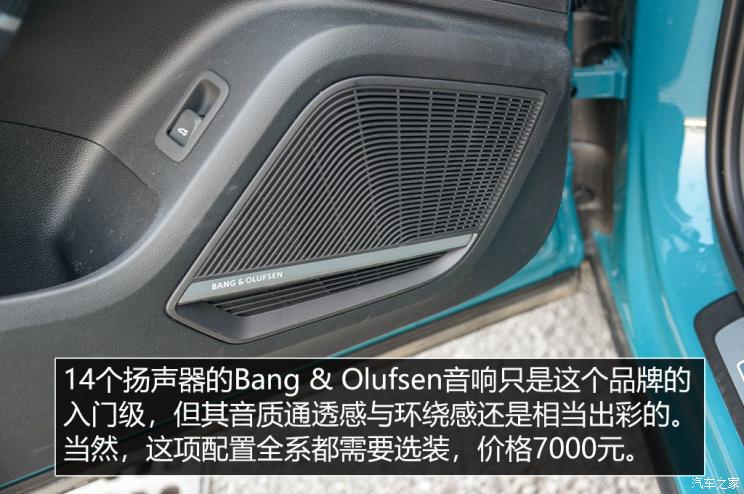 BANG & OLUFSEN
14个扬声器的Bang & Olufsen音响只是这个品牌的
入门级，但其音质通透感与环绕感还是相当出彩的。
当然，这项配置全系都需要选装，价格7000元。
汽车之家